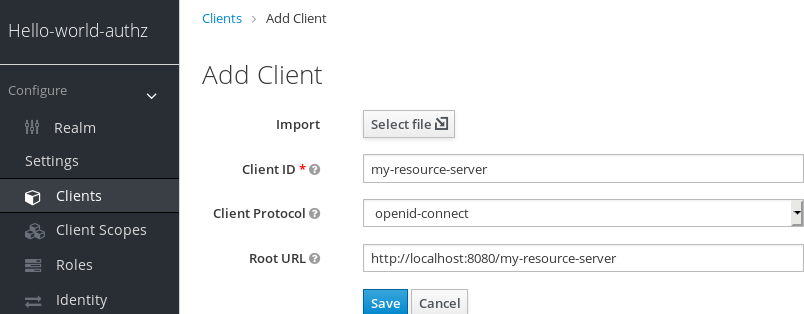 Hello-world-authz
Configure
Realm
Settings
Clients
Client Scopes
Roles
Identity
Clients > Add Client
Add Client
Import Select file
Client ID * my-resource-server
Client Protocol openid-connect
Root URL http://localhost:8080/my-resource-server
Save Cancel